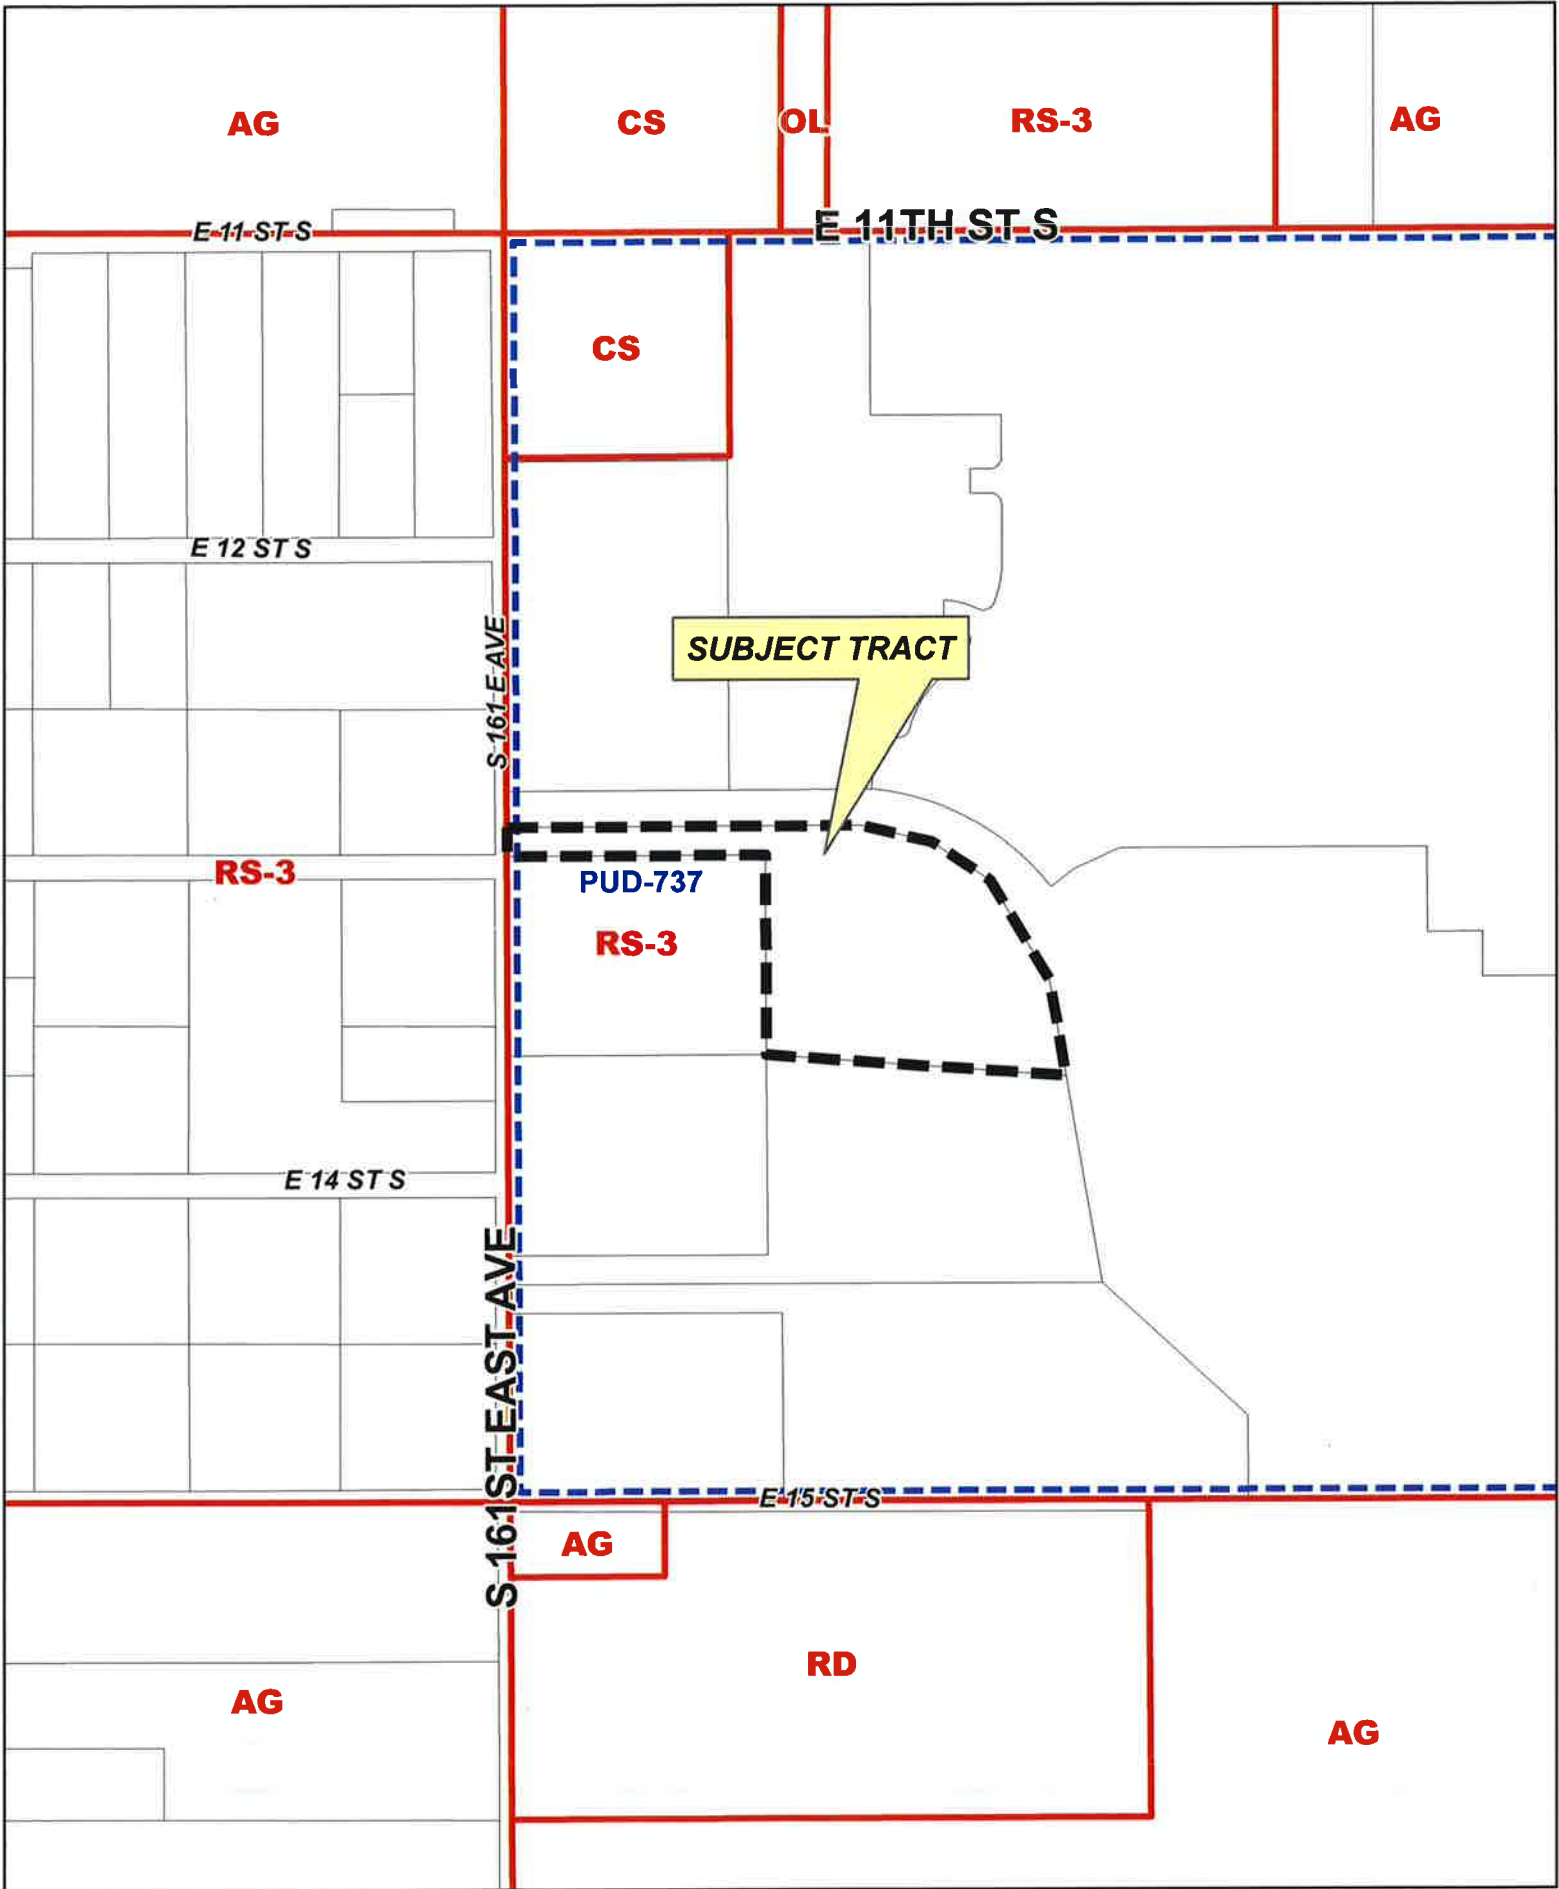 AG
CS
OL
RS-3
AG
E 11 ST S
E 11TH ST S
CS
E 12 ST S
S 161 E AVE
SUBJECT TRACT
PUD-737
RS-3
RS-3
E 14 ST S
S 161ST EAST AVE
E 15 ST S
AG
RD
AG
AG